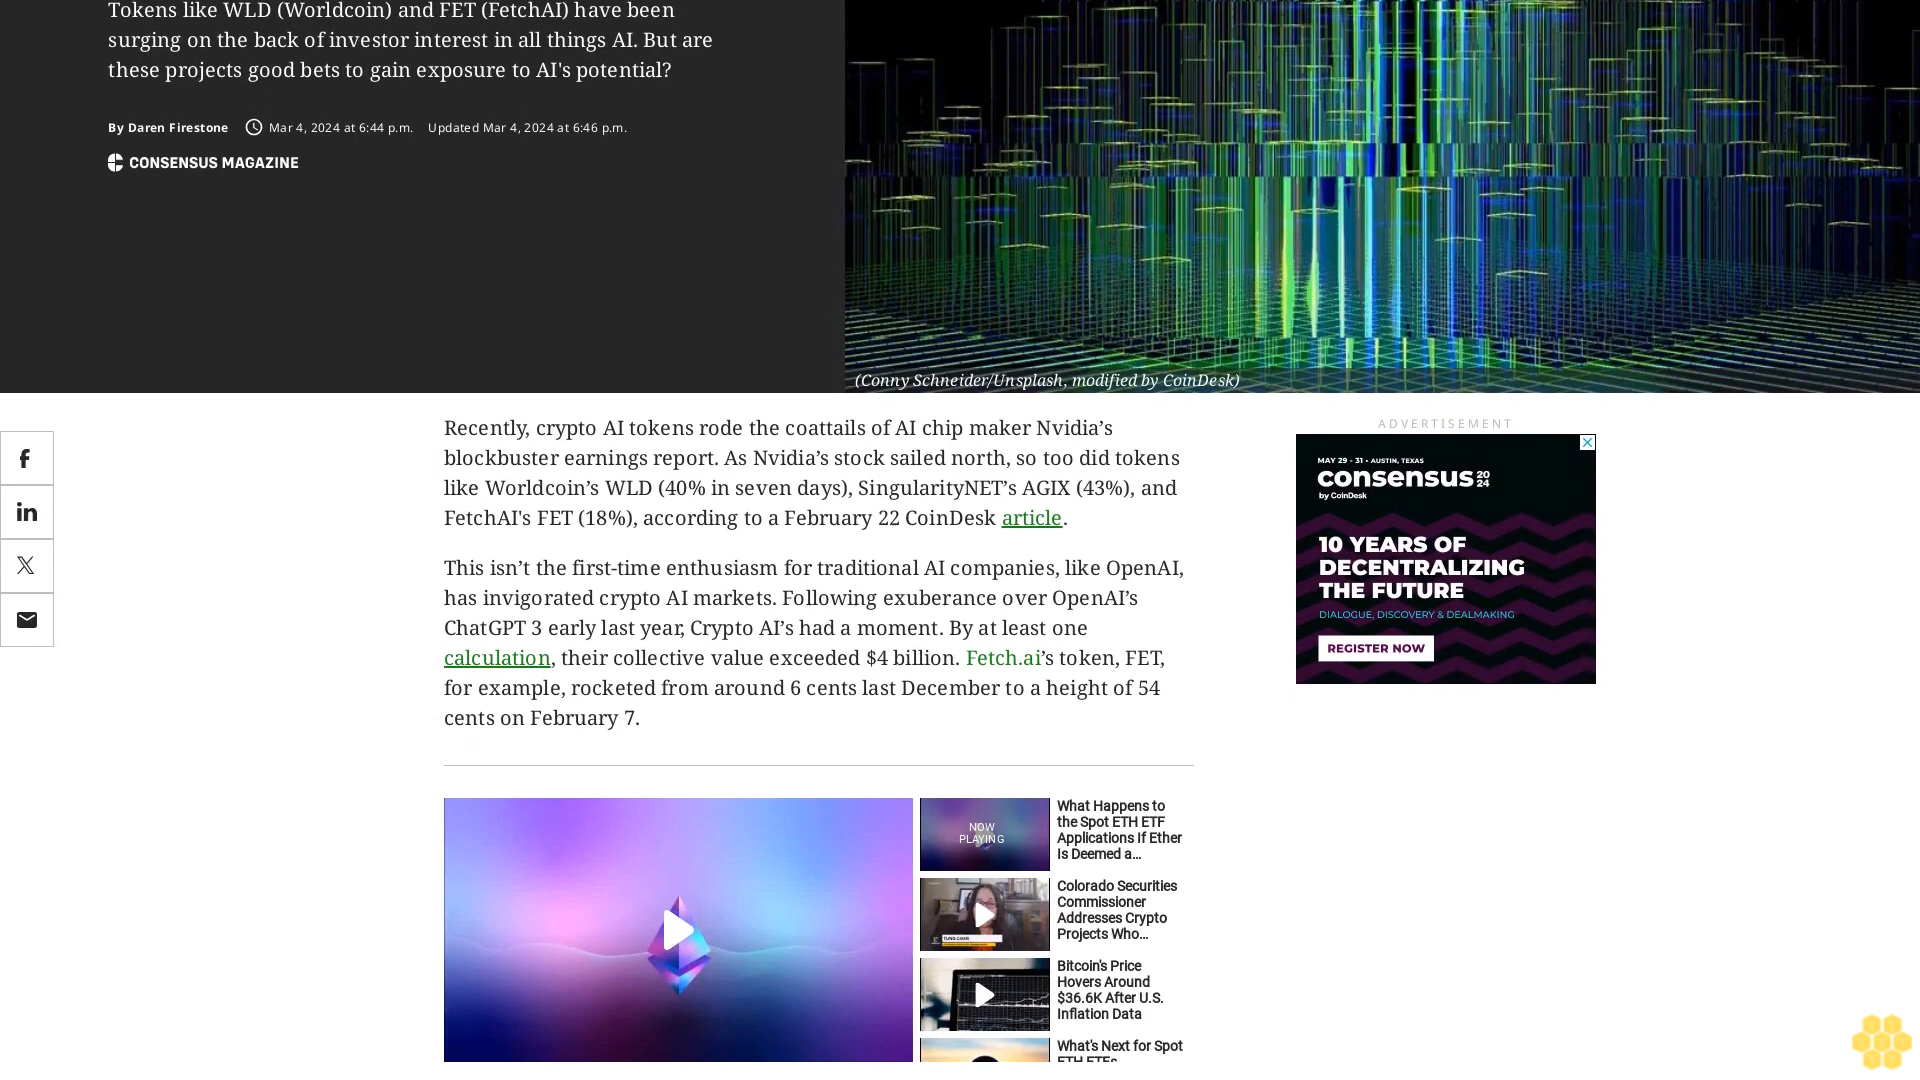 Tokens like WLD (Worldcoin) and FET (FetchAI) have been
surging on the back of investor interest in all things AI. But are
these projects good bets to gain exposure to AI's potential?
By Daren Firestone
Mar 4, 2024 at 6:44 p.m.
Updated Mar 4, 2024 at 6:46 p.m.
CONSENSUS MAGAZINE
(Conny Schneider/Unsplash, modified by CoinDesk)
Recently, crypto AI tokens rode the coattails of AI chip maker Nvidia’s
blockbuster earnings report. As Nvidia’s stock sailed north, so too did tokens
like Worldcoin’s WLD (40% in seven days), SingularityNET’s AGIX (43%), and
FetchAI's FET (18%), according to a February 22 CoinDesk article.
This isn’t the first-time enthusiasm for traditional AI companies, like OpenAI,
has invigorated crypto AI markets. Following exuberance over OpenAI’s
ChatGPT 3 early last year, Crypto AI’s had a moment. By at least one
calculation, their collective value exceeded $4 billion. Fetch.ai’s token, FET,
for example, rocketed from around 6 cents last December to a height of 54
cents on February 7.
NOW
PLAYING
What Happens to
the Spot ETH ETF
Applications If Ether
Is Deemed a...
TUNG CHAN
Colorado Securities
Commissioner
Addresses Crypto
Projects Who...
Bitcoin's Price
Hovers Around
$36.6K After U.S.
Inflation Data
What's Next for Spot
ETH ETFs
ADVERTISEMENT
MAY 29 - 31 • AUSTIN, TEXAS
consensus 20
24
by CoinDesk
10 YEARS OF
DECENTRALIZING
THE FUTURE
DIALOGUE, DISCOVERY & DEALMAKING
REGISTER NOW